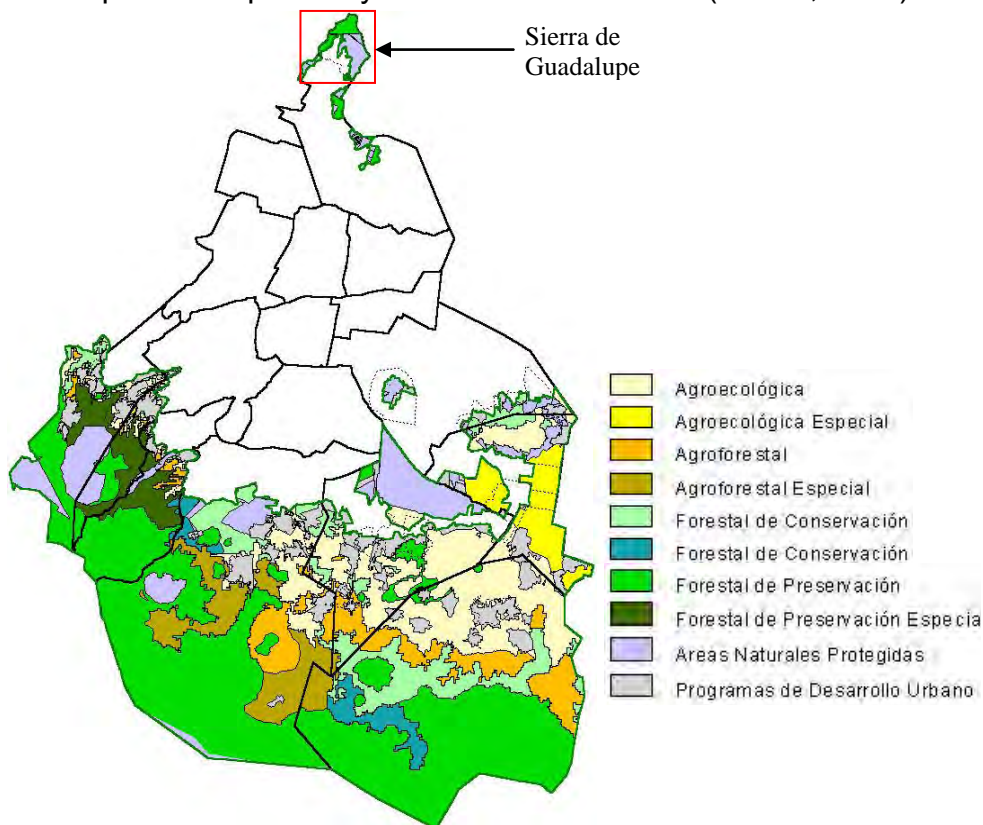 Sierra de
Guadalupe
Agroecológica
Agroecológica Especial
Agroforestal
Agroforestal Especial
Forestal de Conservación
Forestal de Conservación
Forestal de Preservación
Forestal de Preservación Especia
Areas Naturales Protegidas
Programas de Desarrollo Urbano